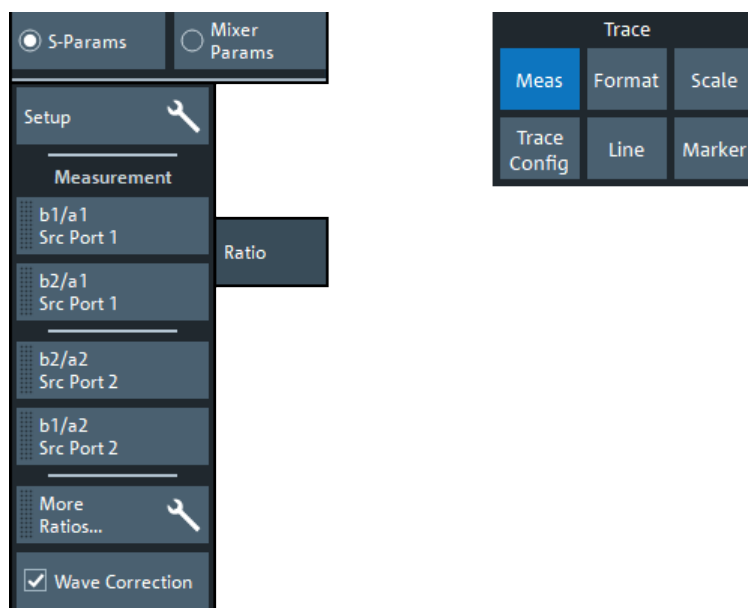 S-Params
Mixer
Params
Setup
Measurement
b1/a1
Src Port 1
b2/a1
Src Port 1
b2/a2
Src Port 2
b1/a2
Src Port 2
More
Ratios...
Wave Correction
Ratio
Trace
Meas
Format
Scale
Trace
Config
Line
Marker